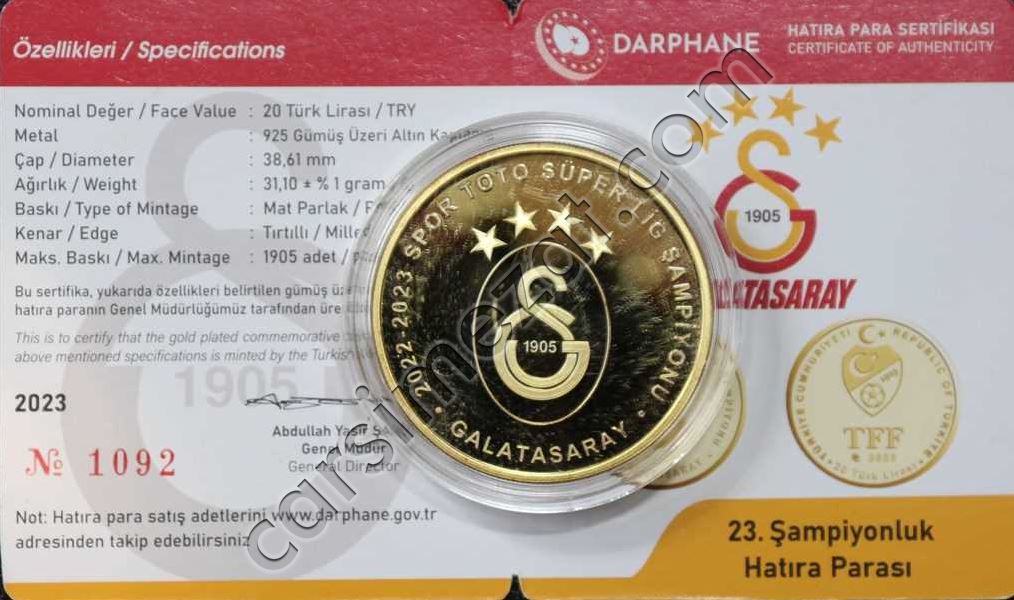 Özellikleri / Specifications
DARPHANE
HATIRA PARA SERTİFİKASI
CERTIFICATE OF AUTHENTICITY
Nominal Değer / Face Value : 20 Türk Lirası / TRY
Metal : 925 Gümüş Üzeri Altın
Çap / Diameter : 38,61 mm
Ağırlık / Weight : 31,10 ± % 1 gram
Baskı / Type of Mintage : Mat Parlak /
Kenar / Edge : Tırtıllı /
Maks. Baskı / Max. Mintage : 1905 adet /
Bu sertifika, yukarıda özellikleri belirtilen gümüş
hatıra paranın Genel Müdürlüğümüz tarafından
This is to certify that the gold plated commemorative
above mentioned specifications is minted by the
1905
2023
Abdullah Yasir
Genel Müdür
General Director
№ 1092
Not: Hatıra para satış adetlerini www.darphane.gov.tr
adresinden takip edebilirsiniz
• 2022-2023 SPOR TOTO SÜPER LİG ŞAMPİYONU •
1905
GALATASARAY
1905
TÜRKİYE CUMHURİYETİ REPUBLIC OF TÜRKİYE
TFF
20 Türk Lirası
23. Şampiyonluk
Hatıra Parası
carsimezat.com